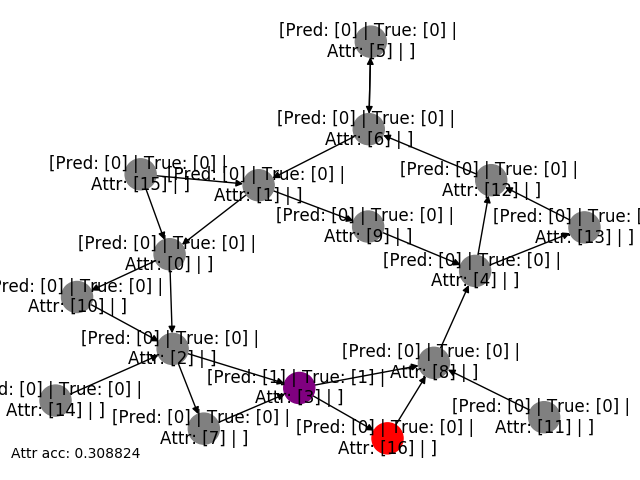 [Pred: [0] | True: [0] |
Attr: [5] | ]
[Pred: [0] | True: [0] |
Attr: [6] | ]
[Pred: [0] | True: [0] |
Attr: [15] | ]
[Pred: [0] | True: [0] |
Attr: [1] | ]
[Pred: [0] | True: [0] |
Attr: [12] | ]
[Pred: [0] | True: [0] |
Attr: [9] | ]
[Pred: [0] | True: [
Attr: [13] | ]
[Pred: [0] | True: [0] |
Attr: [0] | ]
[Pred: [0] | True: [0] |
Attr: [4] | ]
red: [0] | True: [0] |
Attr: [10] | ]
[Pred: [0] | True: [0] |
Attr: [2] | ]
[Pred: [0] | True: [0] |
Attr: [8] | ]
[Pred: [1] | True: [1] |
Attr: [3] | ]
d: [0] | True: [0] |
Attr: [14] | ]
[Pred: [0] | True: [0] |
Attr: [7] | ]
[Pred: [0] | True: [0] |
Attr: [16] | ]
[Pred: [0] | True: [0] |
Attr: [11] | ]
Attr acc: 0.308824